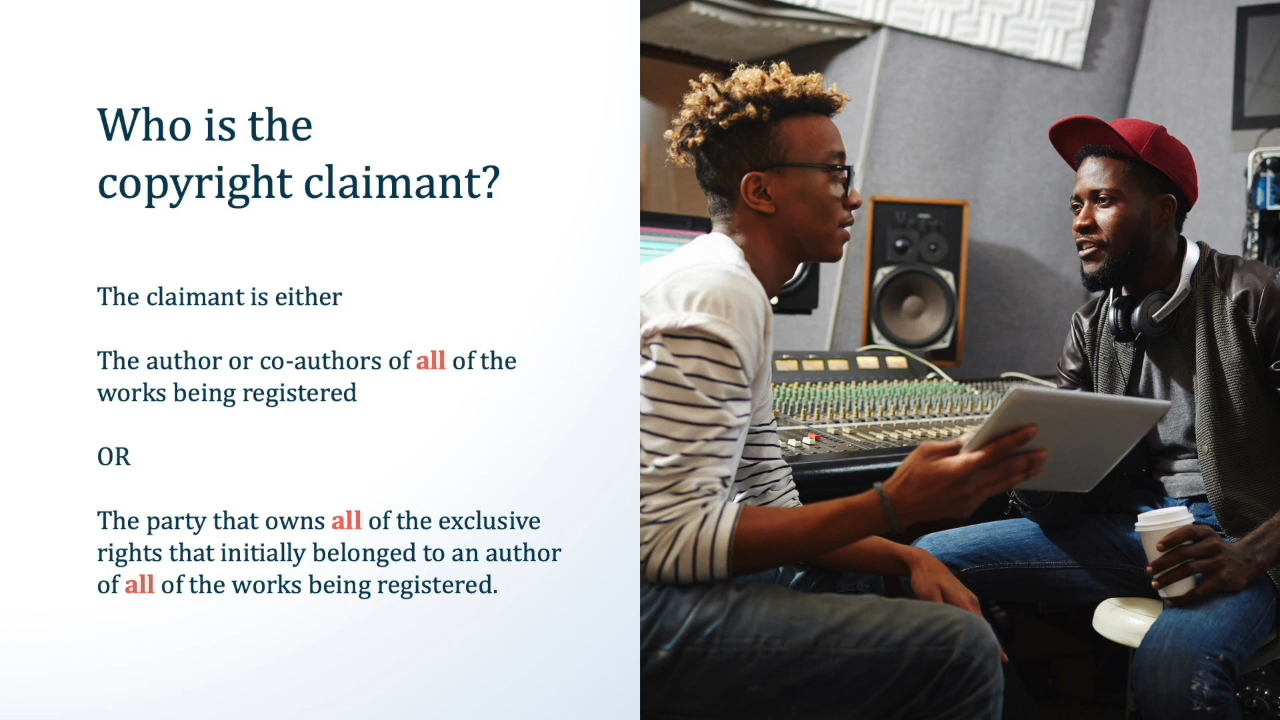 Who is the
copyright claimant?
The claimant is either
The author or co-authors of all of the
works being registered
OR
The party that owns all of the exclusive
rights that initially belonged to an author
of all of the works being registered.